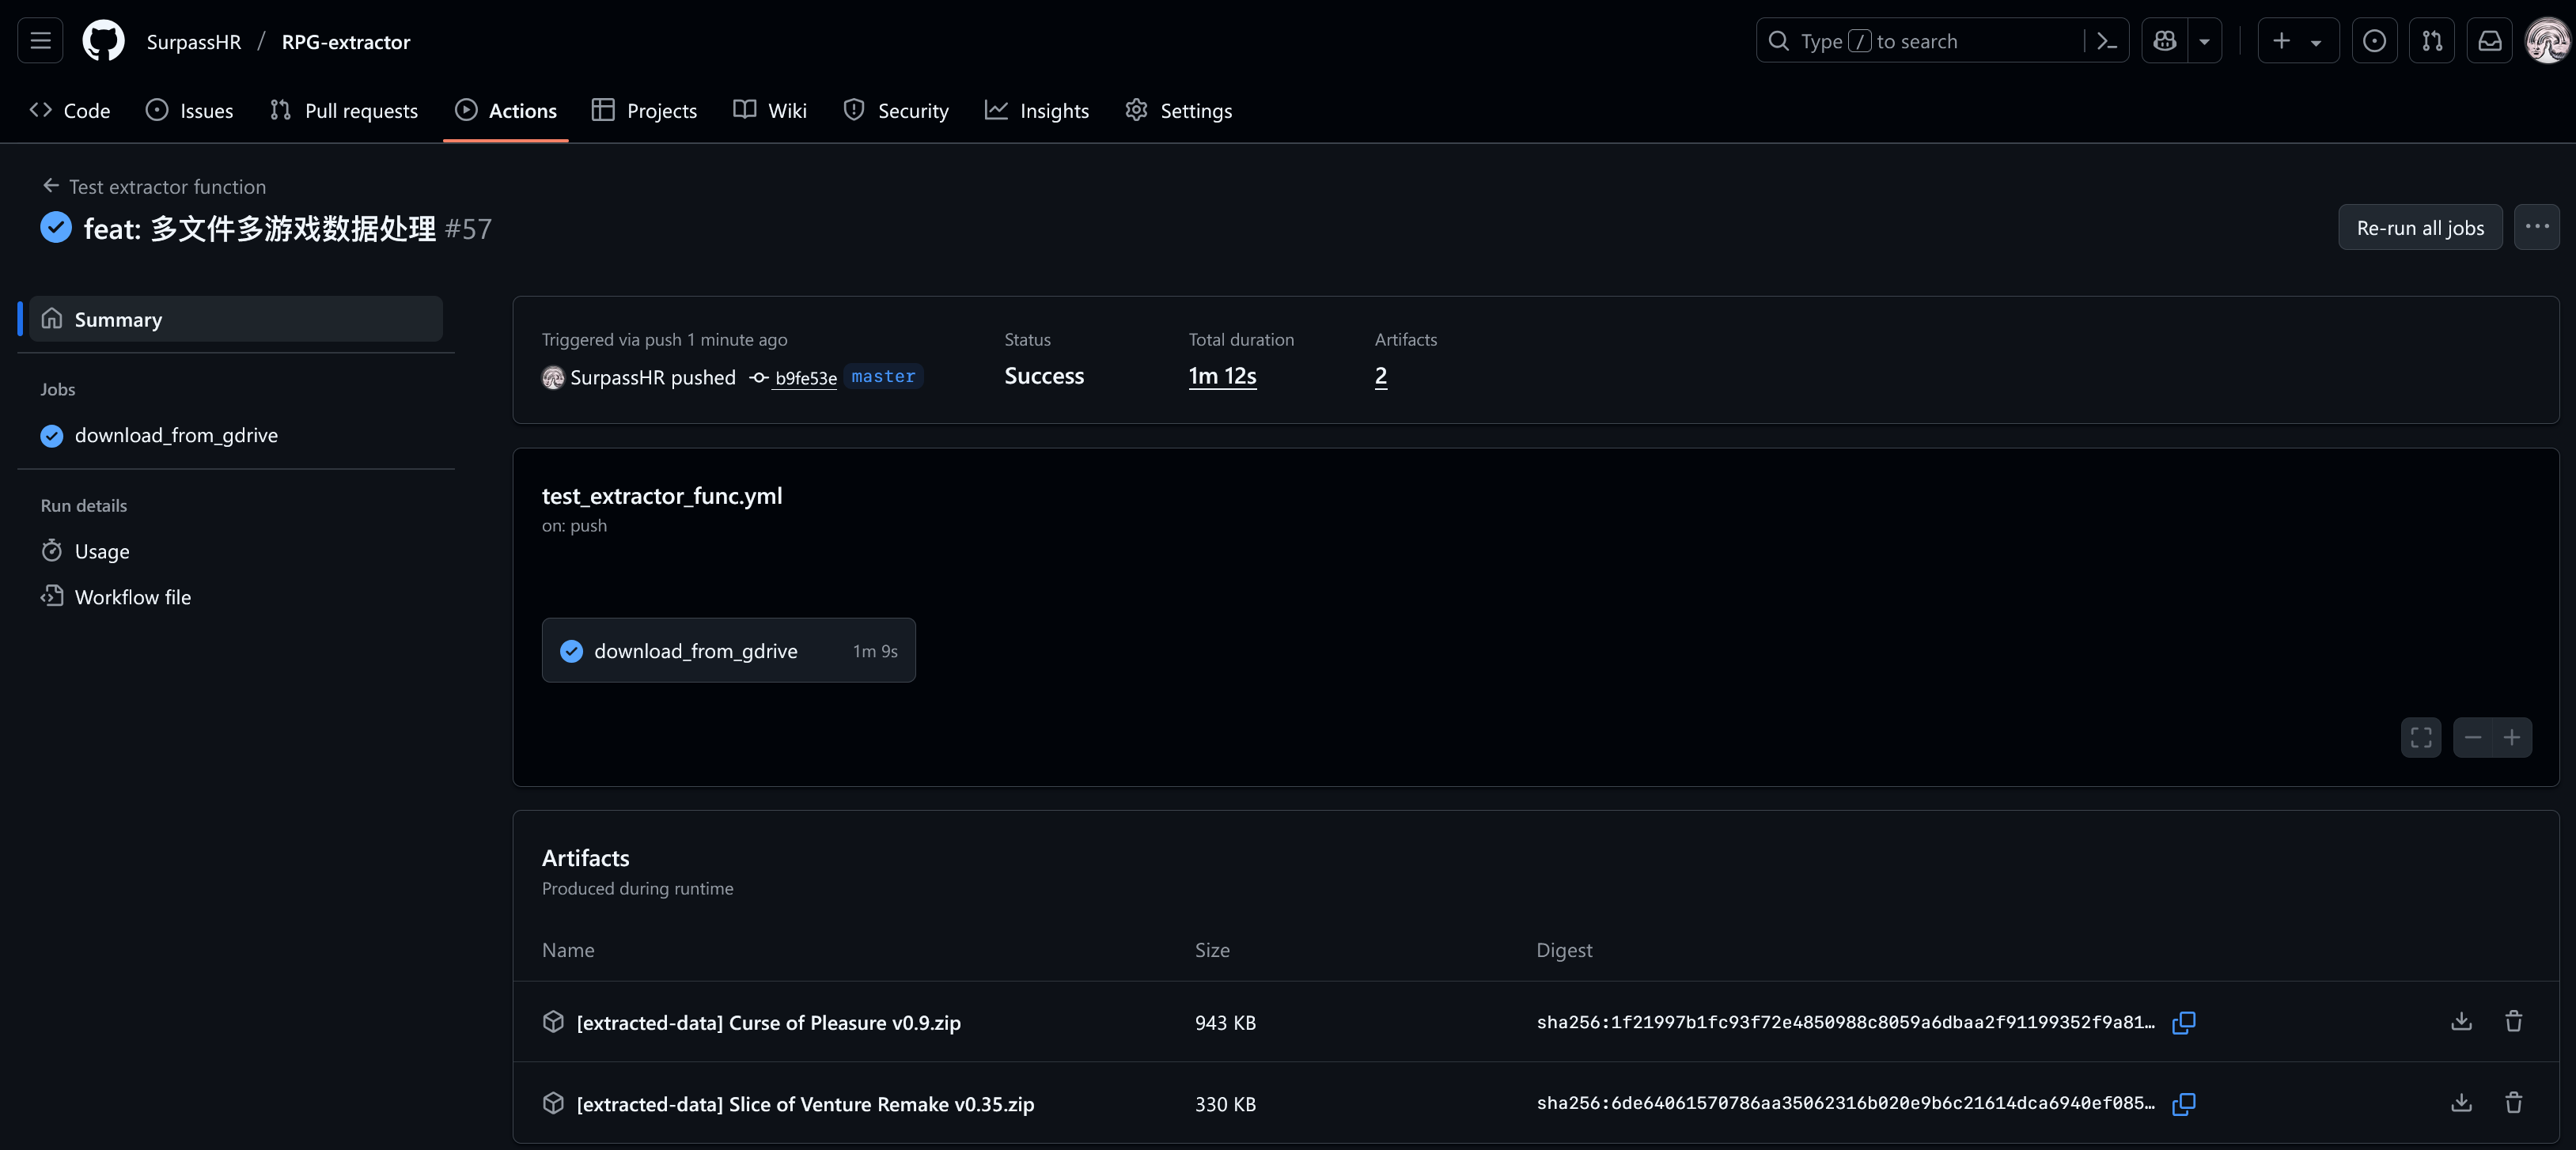 SurpassHR / RPG-extractor
Type / to search
Code Issues Pull requests Actions Projects Wiki Security Insights Settings
Test extractor function
feat: 多文件多游戏数据处理 #57
Re-run all jobs
Summary
Jobs
download_from_gdrive
Run details
Usage
Workflow file
Triggered via push 1 minute ago
SurpassHR pushed b9fe53e master
Status
Success
Total duration
1m 12s
Artifacts
2
test_extractor_func.yml
on: push
download_from_gdrive 1m 9s
Artifacts
Produced during runtime
Name Size Digest
[extracted-data] Curse of Pleasure v0.9.zip 943 KB sha256:1f21997b1fc93f72e4850988c8059a6dbaa2f91199352f9a81…
[extracted-data] Slice of Venture Remake v0.35.zip 330 KB sha256:6de64061570786aa35062316b020e9b6c21614dca6940ef085…